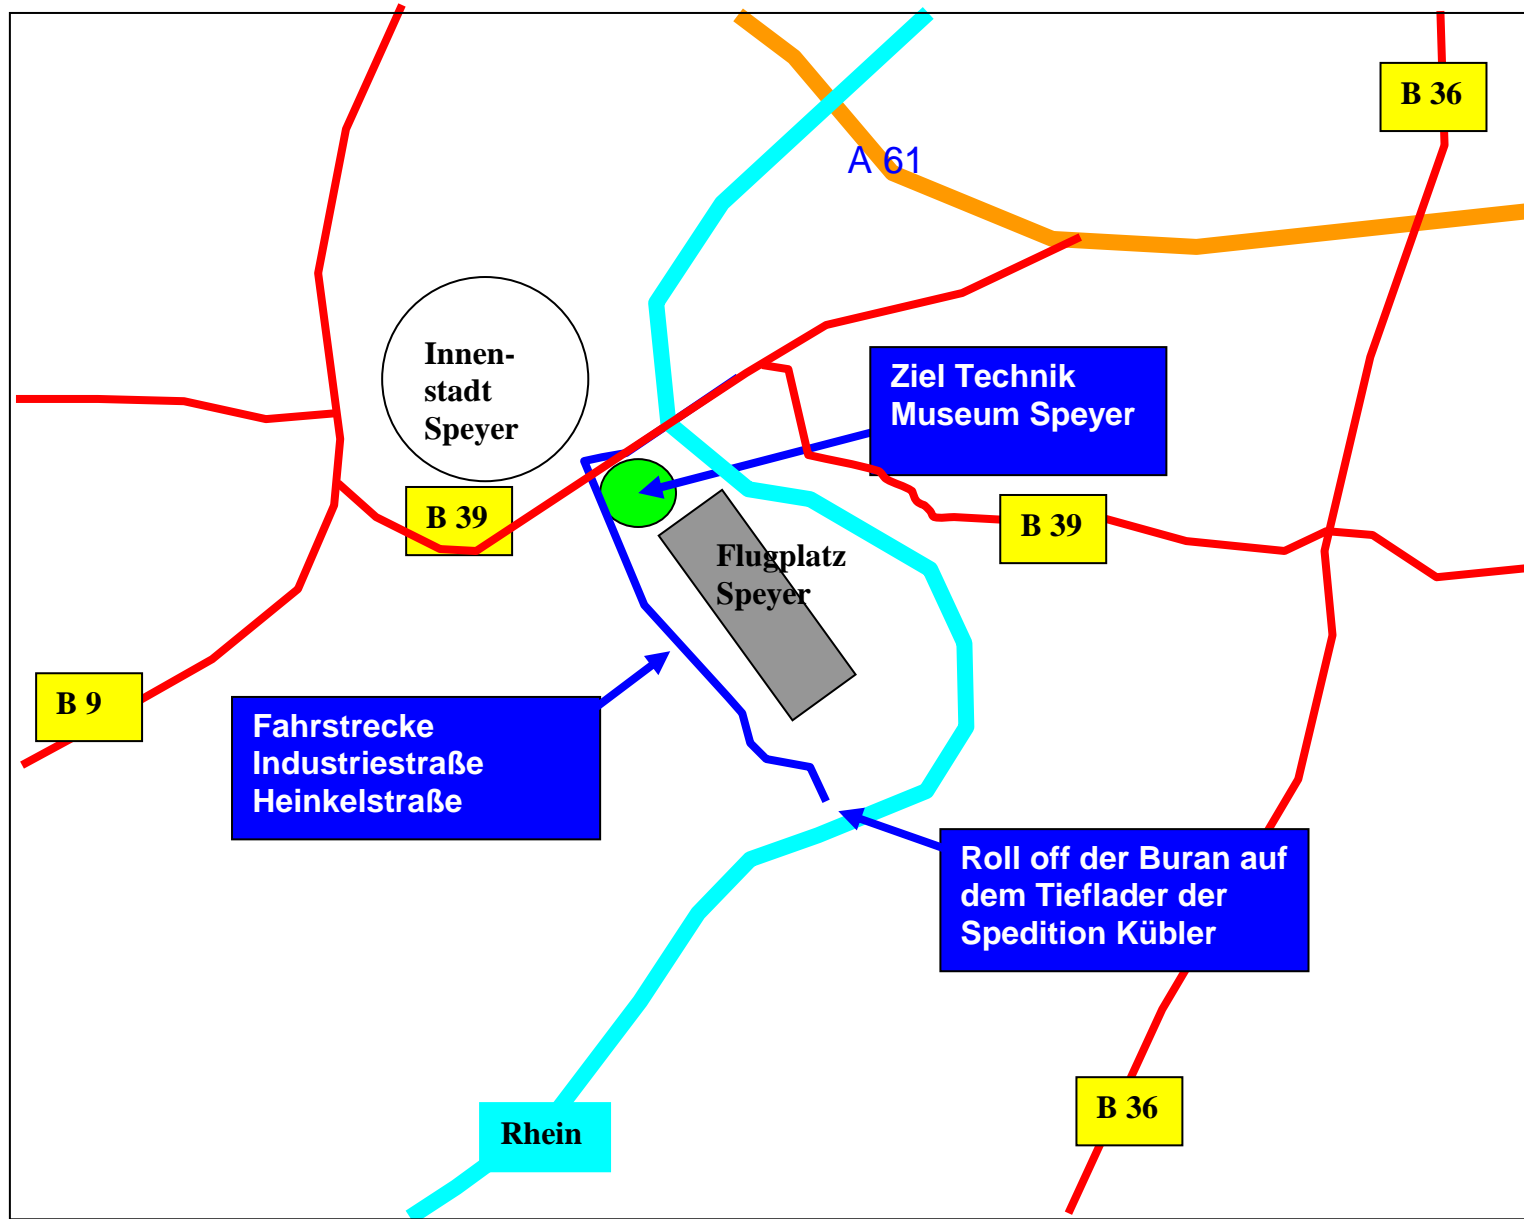 B 36
A 61
Innen-
stadt
Speyer
Ziel Technik
Museum Speyer
B 39
B 39
Flugplatz
Speyer
B 9
Fahrstrecke
Industriestraße
Heinkelstraße
Roll off der Buran auf
dem Tieflader der
Spedition Kübler
B 36
Rhein